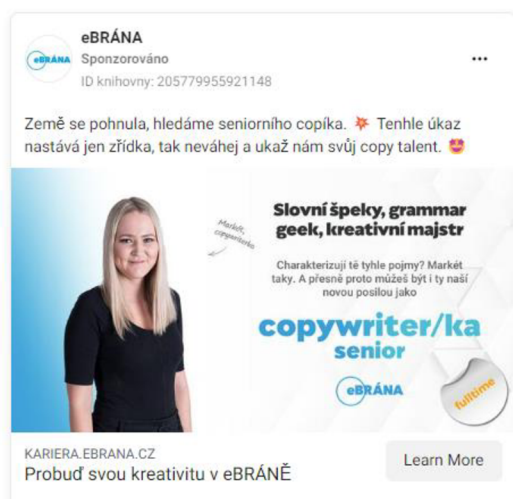 eBRÁNA
eBRÁNA
Sponzorováno
ID knihovny: 205779955921148
Země se pohnula, hledáme seniorního copíka. 💥 Tenhle úkaz
nastává jen zřídka, tak neváhej a ukaž nám svůj copy talent. 🤩
Markét,
copywriterka
Slovní špeky, grammar
geek, kreativní majstr
Charakterizují tě tyhle pojmy? Markét
taky. A přesně proto můžeš být i ty naší
novou posilou jako
copywriter/ka
senior
eBRÁNA
fulltime
KARIERA.EBRANA.CZ
Probuď svou kreativitu v eBRÁNĚ
Learn More